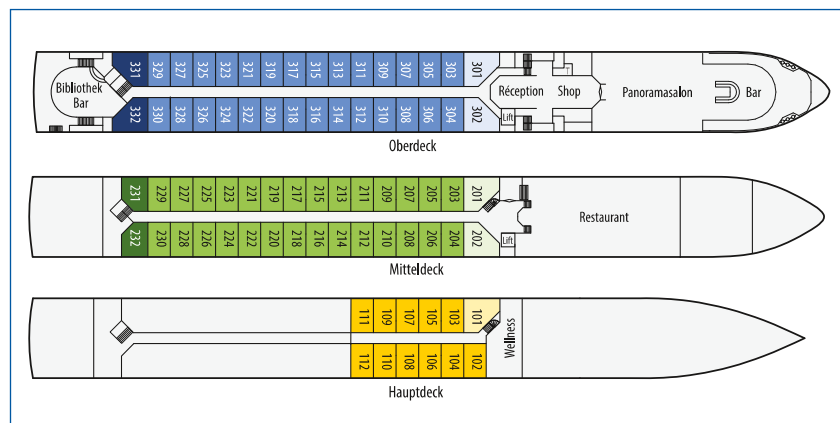 331 329 327 325 323 321 319 317 315 313 311 309 307 305 303 301
Bibliothek
Bar
Réception Shop Panoramasalon Bar
Lift
332 330 328 326 324 322 320 318 316 314 312 310 308 306 304 302
Oberdeck
231 229 227 225 223 221 219 217 215 213 211 209 207 205 203 201
Restaurant
Lift
232 230 228 226 224 222 220 218 216 214 212 210 208 206 204 202
Mitteldeck
111 109 107 105 103 101
Wellness
112 110 108 106 104 102
Hauptdeck